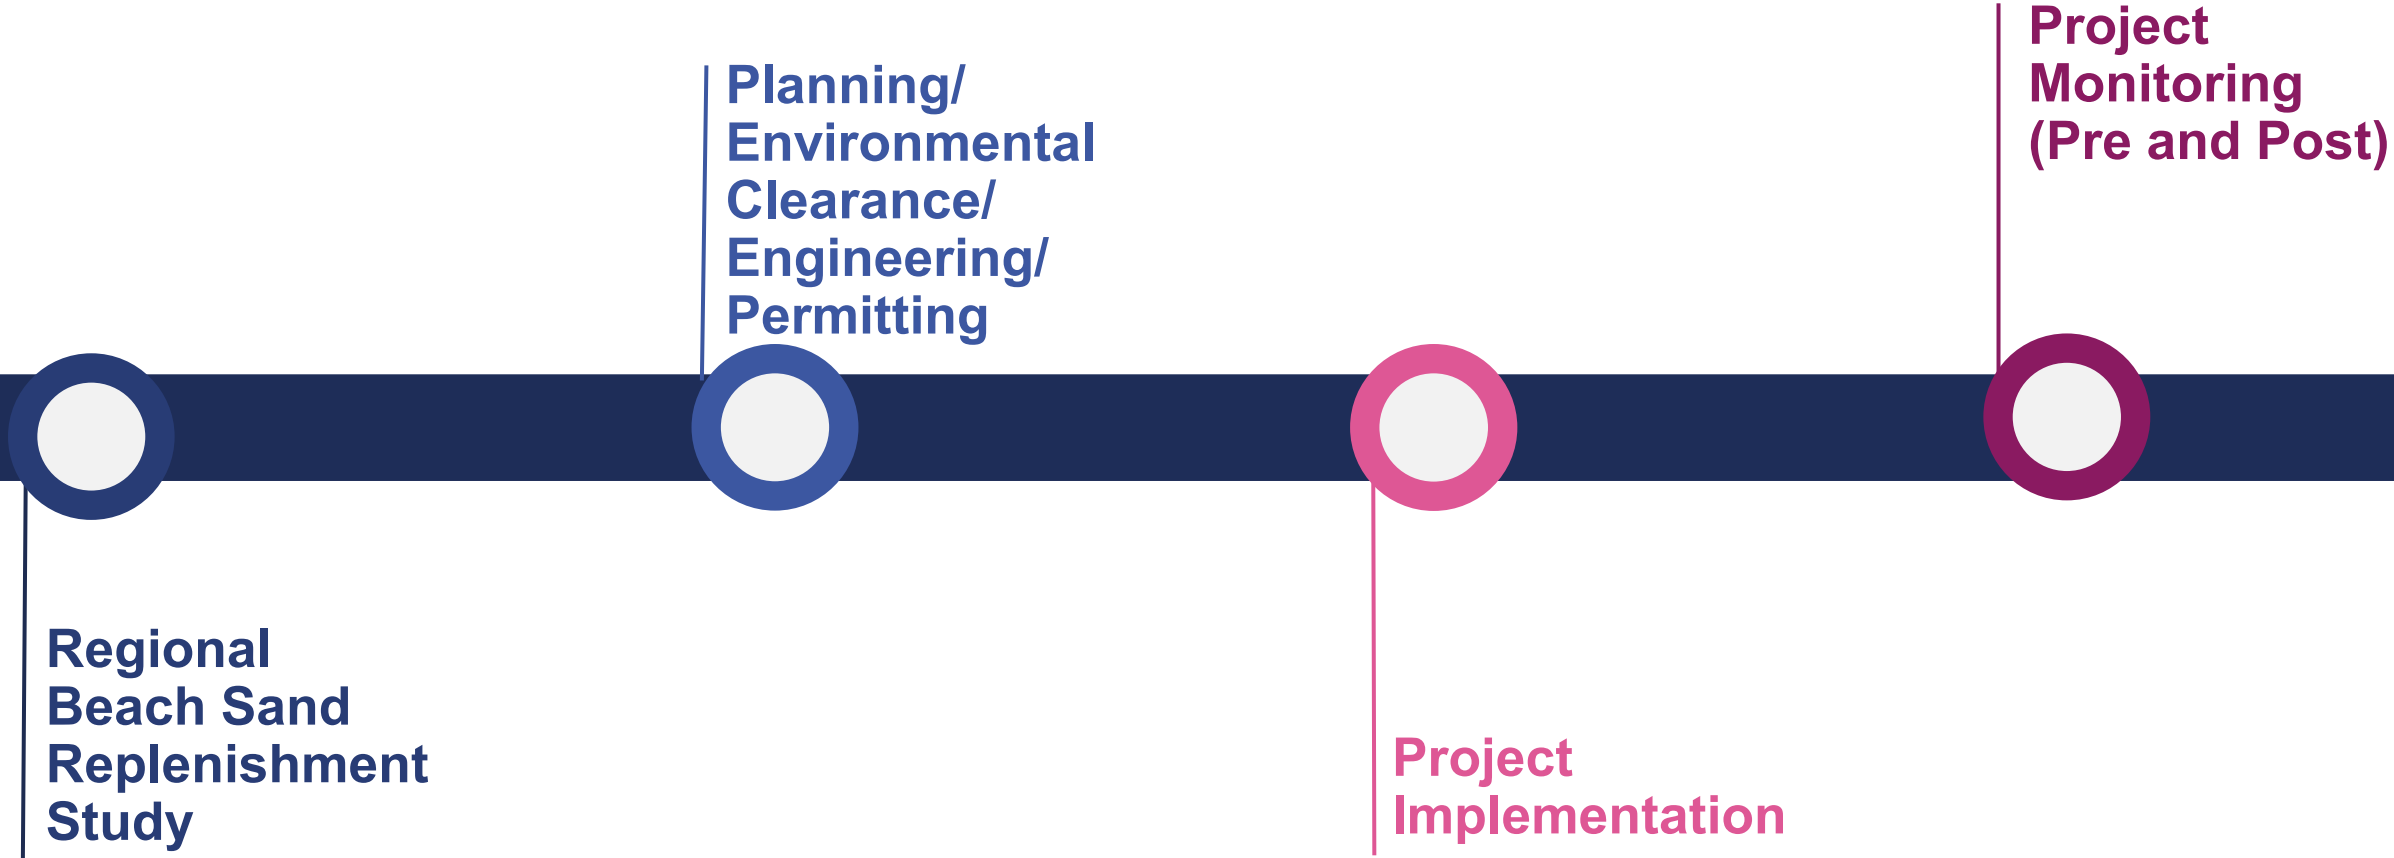 Regional
Beach Sand
Replenishment
Study
Planning/
Environmental
Clearance/
Engineering/
Permitting
Project
Implementation
Project
Monitoring
(Pre and Post)